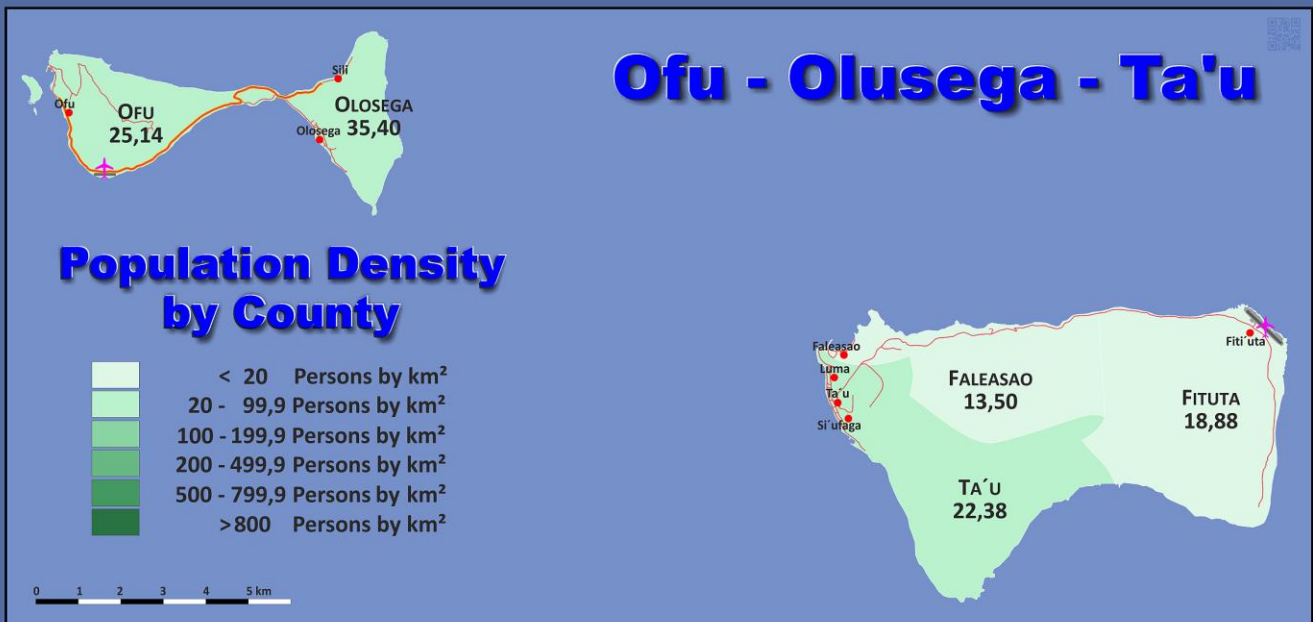 Ofu - Olusega - Ta'u
Sili
Ofu
OFU
25,14
OLOSEGA
35,40
Olosega
Population Density
by County
< 20 Persons by km²
20 - 99,9 Persons by km²
100 - 199,9 Persons by km²
200 - 499,9 Persons by km²
500 - 799,9 Persons by km²
>800 Persons by km²
0 1 2 3 4 5 km
Faleasao
Luma
Ta´u
Si´ufaga
Fiti´uta
FALEASAO
13,50
FITUTA
18,88
TA´U
22,38